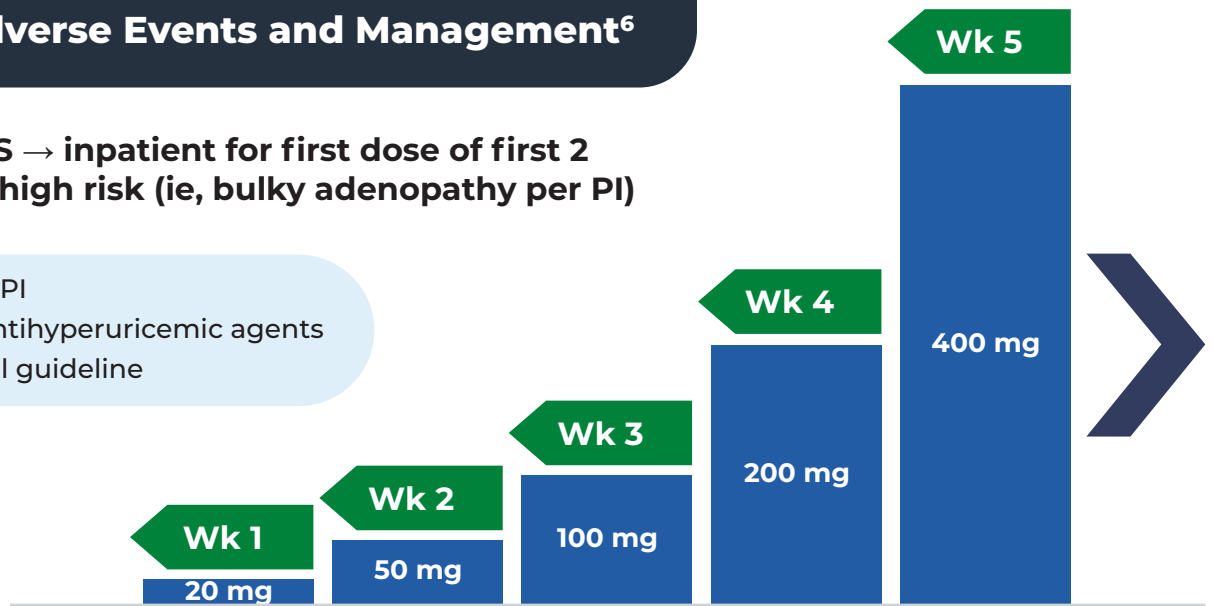 verse Events and Management⁶
S → inpatient for first dose of first 2
high risk (ie, bulky adenopathy per PI)
PI
ntihyperuricemic agents
l guideline
Wk 1
20 mg
Wk 2
50 mg
Wk 3
100 mg
Wk 4
200 mg
Wk 5
400 mg